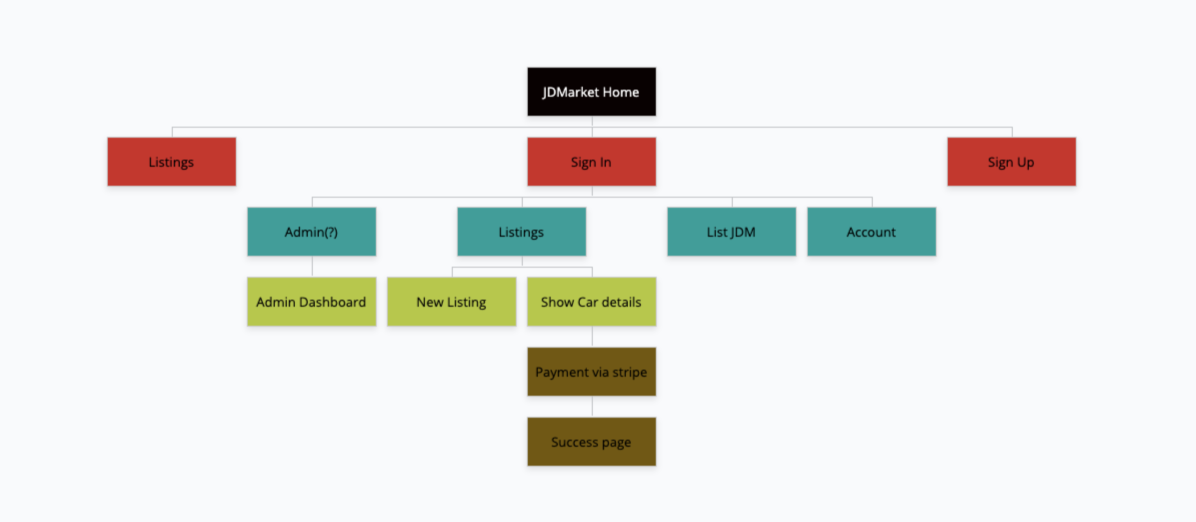 JDMarket Home
Listings
Sign In
Sign Up
Admin(?)
Listings
List JDM
Account
Admin Dashboard
New Listing
Show Car details
Payment via stripe
Success page